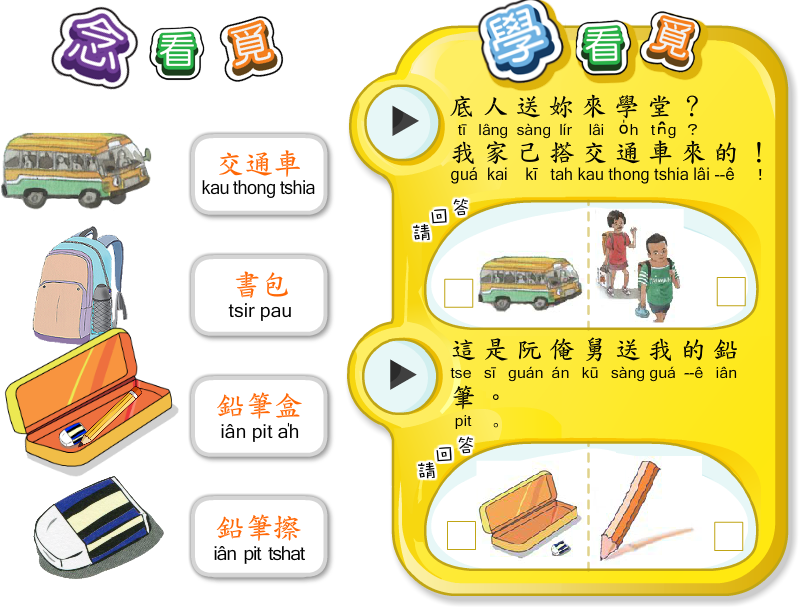 念看覓
交通車
kau thong tshia
書包
tsir pau
鉛筆盒
iân pit a̍h
鉛筆擦
iân pit tshat
學看覓
底人送妳來學堂？
tī lâng sàng lír lâi o̍h tn̂g ?
我家己搭交通車來的！
guá kai kī tah kau thong tshia lâi --ê !
請回答
這是阮俺舅送我的鉛
tse sī guán án kū sàng guá --ê iân
筆。
pit 。
請回答